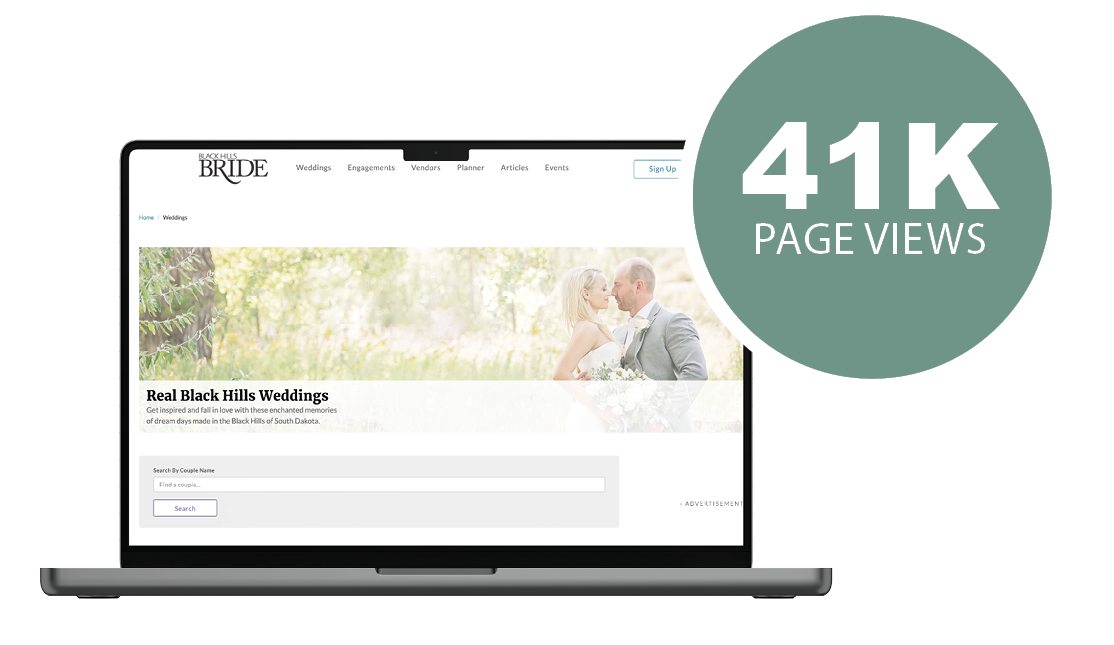 41K
PAGE VIEWS
BLACK HILLS
BRIDE
Weddings Engagements Vendors Planner Articles Events Sign Up
Home / Weddings
Real Black Hills Weddings
Get inspired and fall in love with these enchanted memories
of dream days made in the Black Hills of South Dakota.
Search By Couple Name
Find a couple...
Search
- ADVERTISEMENT